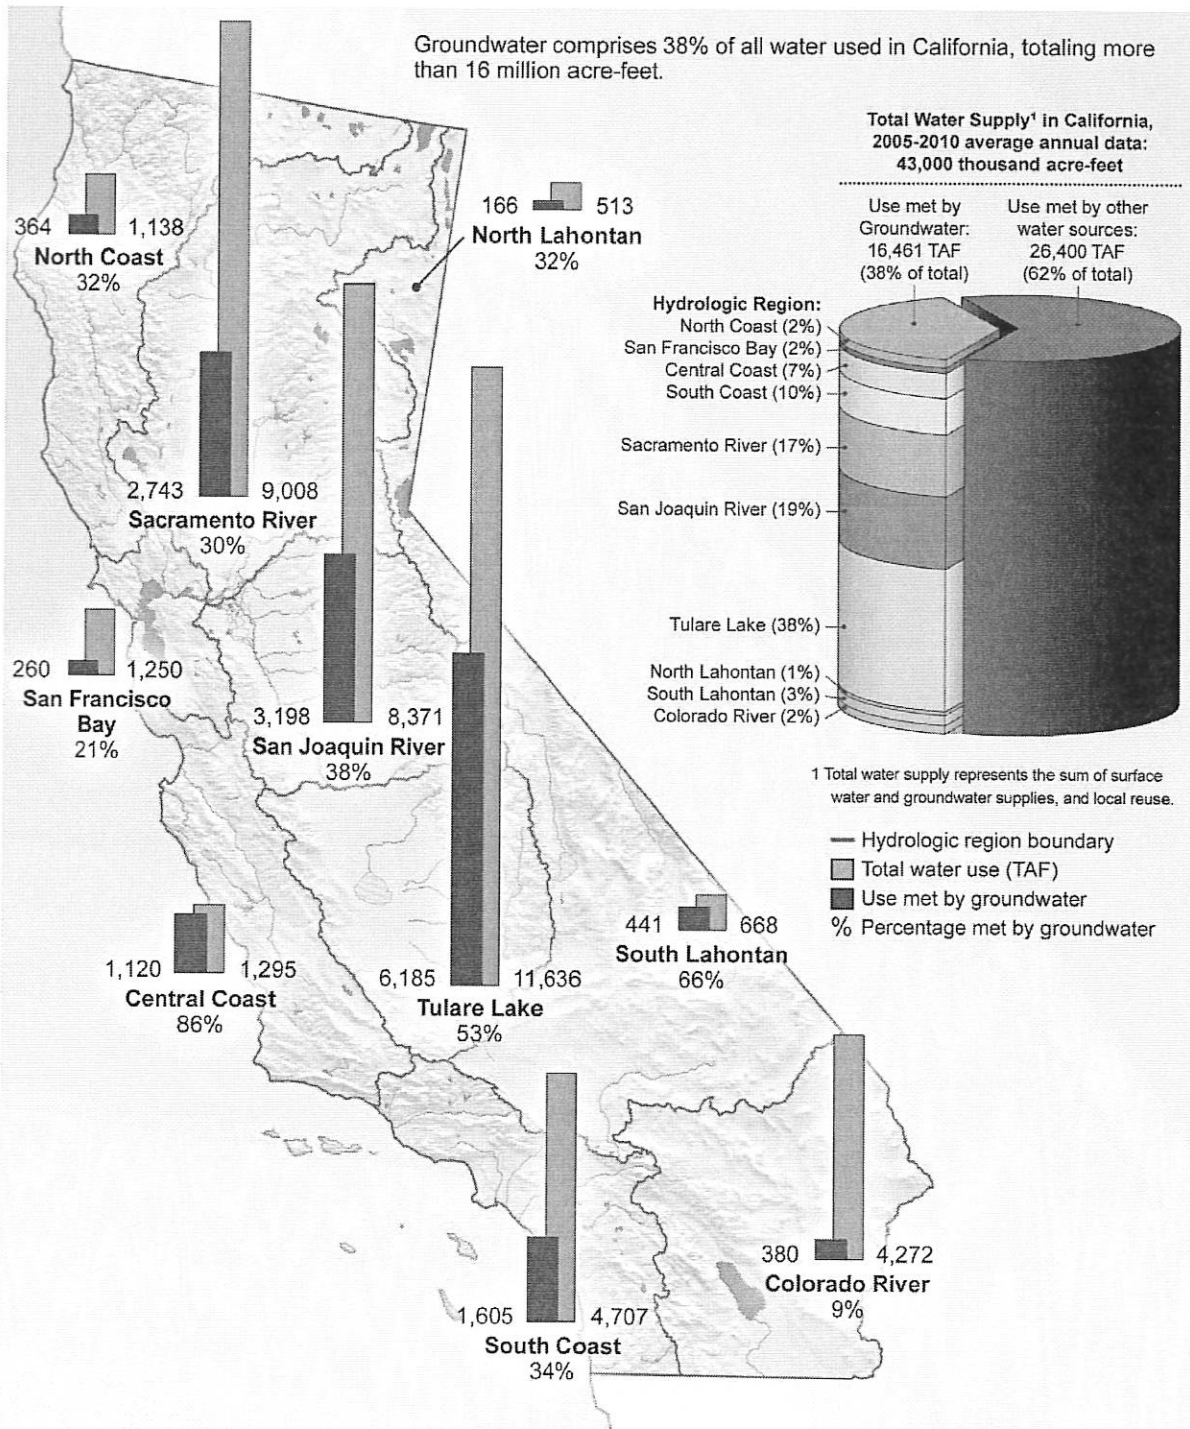 Groundwater comprises 38% of all water used in California, totaling more
than 16 million acre-feet.
Total Water Supply¹ in California,
2005-2010 average annual data:
43,000 thousand acre-feet
Use met by
Groundwater:
16,461 TAF
(38% of total)
Use met by other
water sources:
26,400 TAF
(62% of total)
Hydrologic Region:
North Coast (2%)
San Francisco Bay (2%)
Central Coast (7%)
South Coast (10%)
Sacramento River (17%)
San Joaquin River (19%)
Tulare Lake (38%)
North Lahontan (1%)
South Lahontan (3%)
Colorado River (2%)
1 Total water supply represents the sum of surface
water and groundwater supplies, and local reuse.
Hydrologic region boundary
Total water use (TAF)
Use met by groundwater
% Percentage met by groundwater
364 1,138
North Coast
32%
166 513
North Lahontan
32%
2,743 9,008
Sacramento River
30%
260 1,250
San Francisco
Bay
21%
3,198 8,371
San Joaquin River
38%
1,120 1,295
Central Coast
86%
6,185 11,636
Tulare Lake
53%
441 668
South Lahontan
66%
1,605 4,707
South Coast
34%
380 4,272
Colorado River
9%